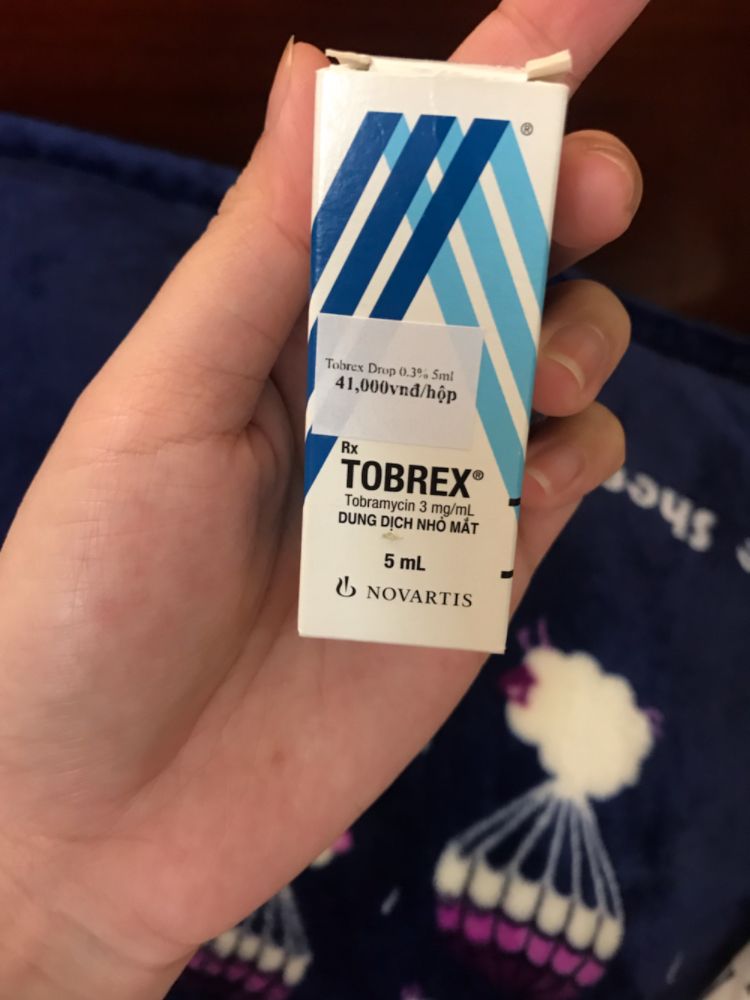 ®
Tobrex Drop 0.3% 5ml
41,000vnđ/hộp
Rx
TOBREX®
Tobramycin 3 mg/mL
DUNG DỊCH NHỎ MẮT
5 mL
NOVARTIS